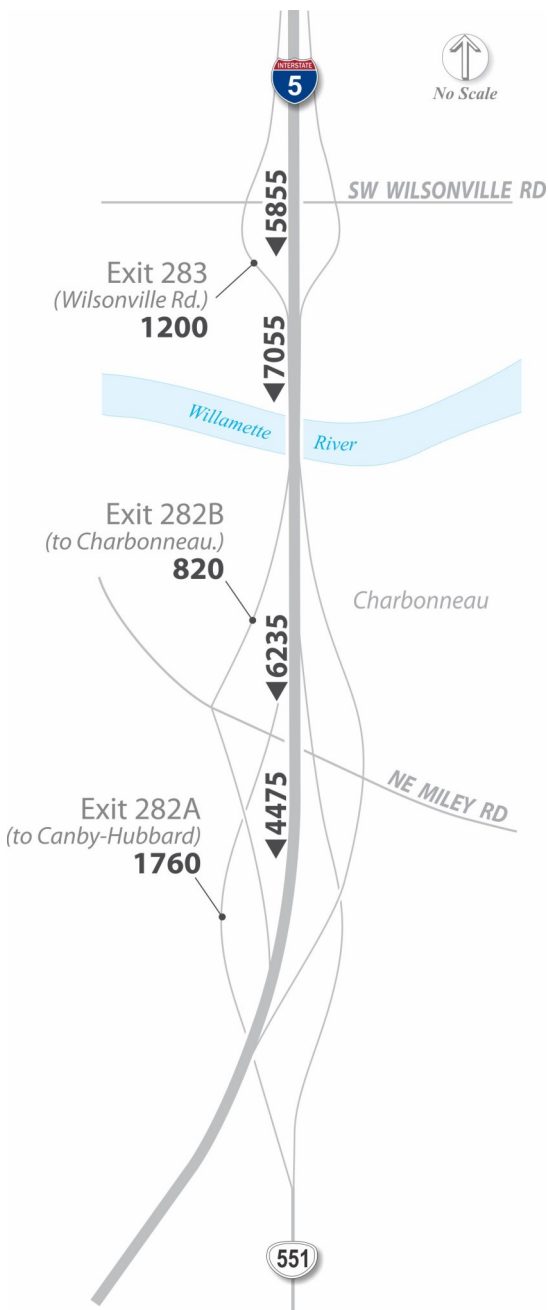 INTERSTATE
5
No Scale
5855
SW WILSONVILLE RD
Exit 283
(Wilsonville Rd.)
1200
7055
Willamette
River
Exit 282B
(to Charbonneau.)
820
Charbonneau
6235
NE MILEY RD
4475
Exit 282A
(to Canby-Hubbard)
1760
551